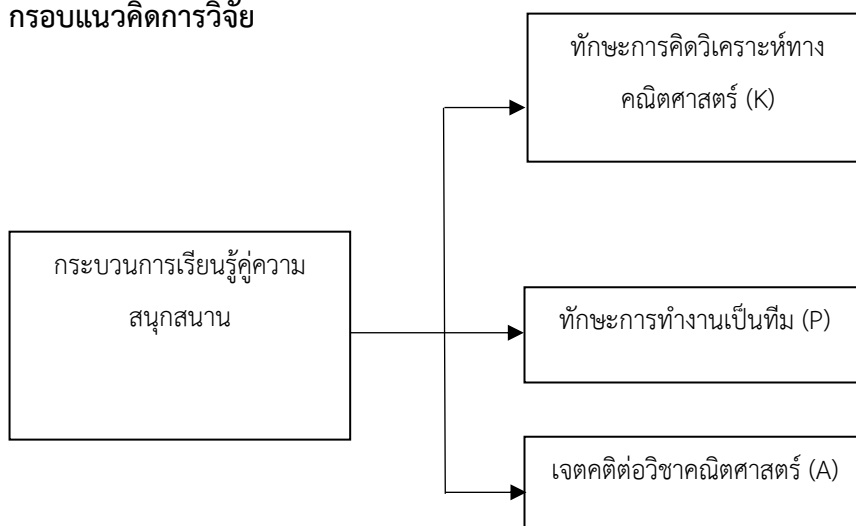 กรอบแนวคิดการวิจัย
ทักษะการคิดวิเคราะห์ทาง
คณิตศาสตร์ (K)
กระบวนการเรียนรู้คู่ความ
สนุกสนาน
ทักษะการทำงานเป็นทีม (P)
เจตคติต่อวิชาคณิตศาสตร์ (A)